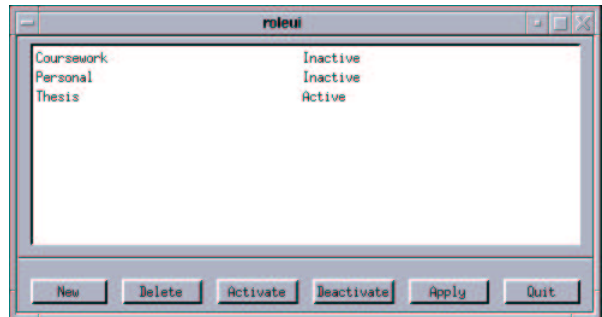 roleui
Coursework Inactive
Personal Inactive
Thesis Active
New Delete Activate Deactivate Apply Quit